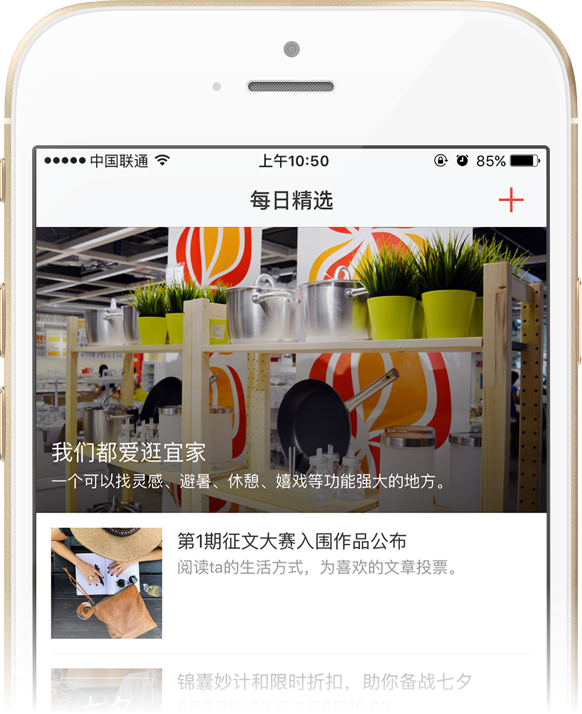 中国联通 上午10:50 85%
每日精选
我们都爱逛宜家
一个可以找灵感、避暑、休憩、嬉戏等功能强大的地方。
第1期征文大赛入围作品公布
阅读ta的生活方式，为喜欢的文章投票。
锦囊妙计和限时折扣，助你备战七夕